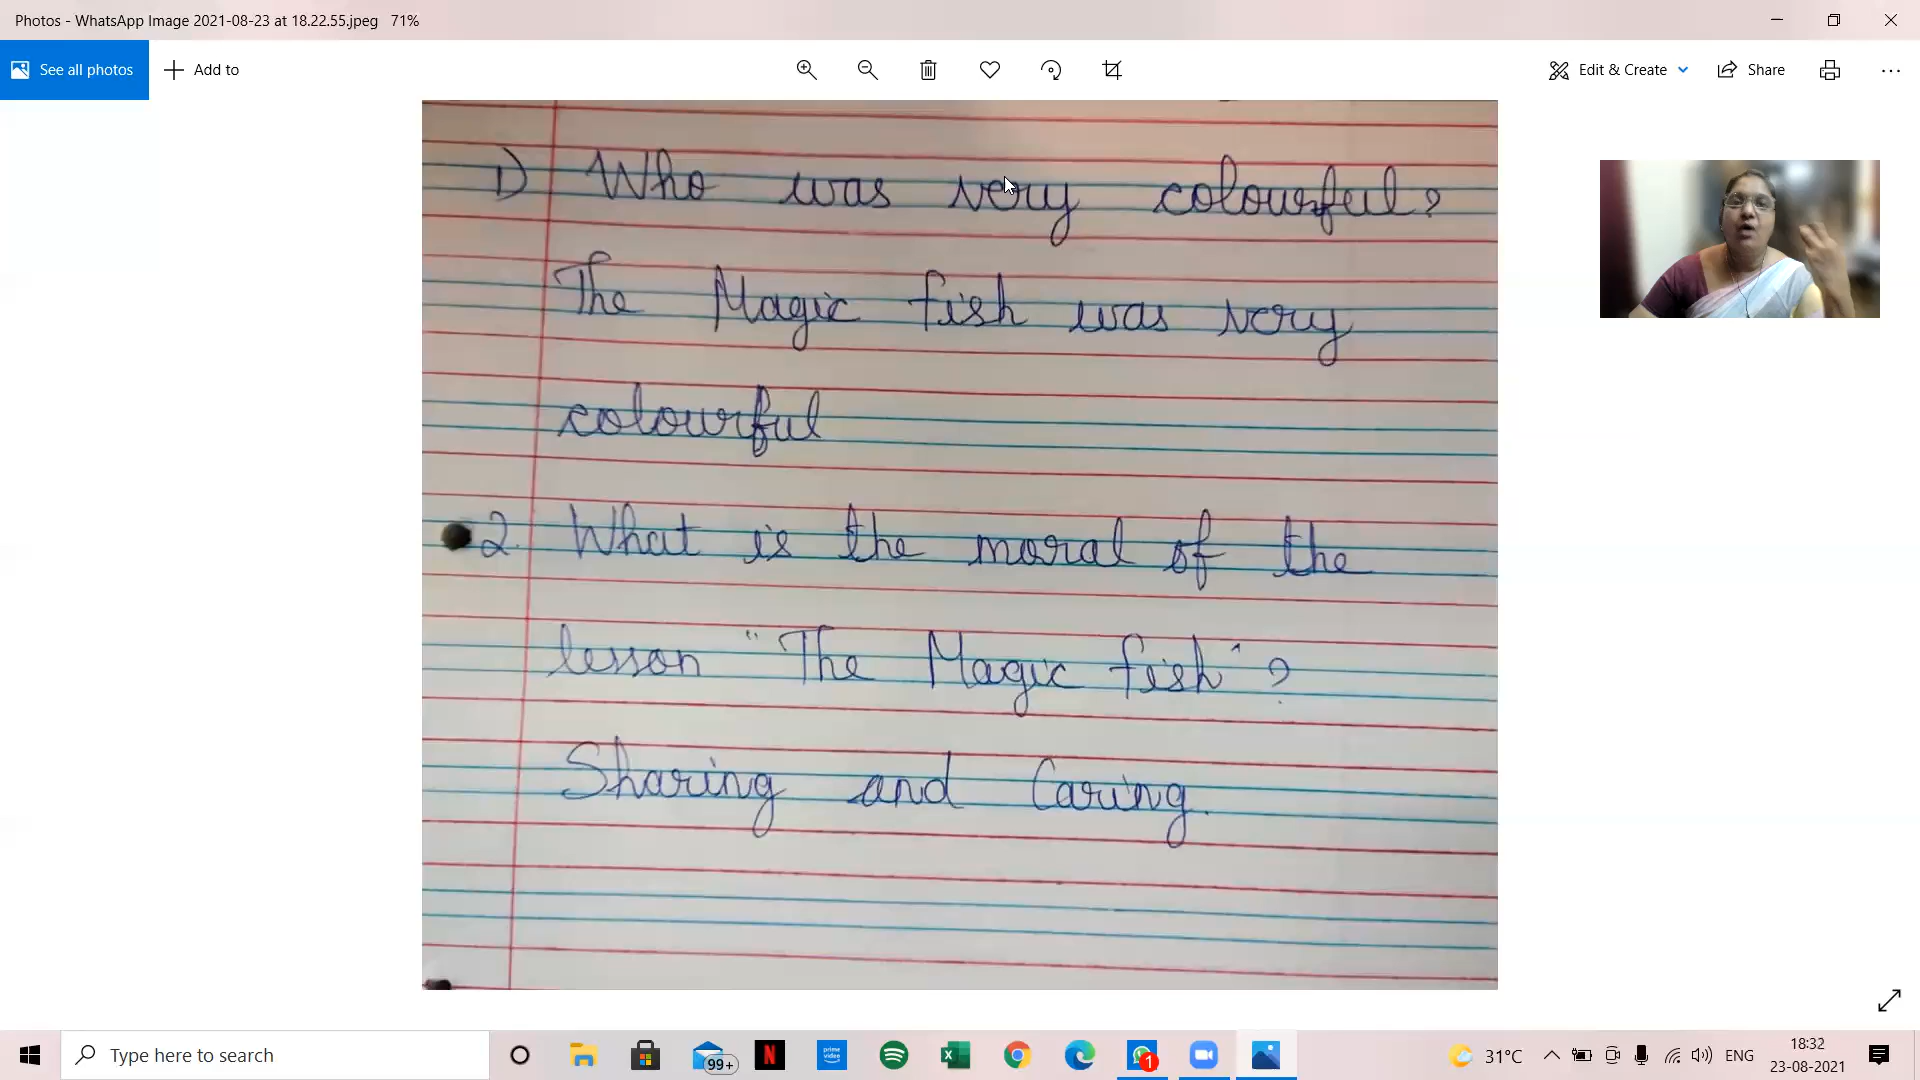 Photos - WhatsApp Image 2021-08-23 at 18.22.55.jpeg 71%
See all photos Add to Edit & Create Share
1) Who was very colourful?
The Magic fish was very
colourful
2. What is the moral of the
lesson "The Magic fish"?
Sharing and Caring.
Type here to search
99+
N
prime video
X
1
31°C
ENG
18:32
23-08-2021